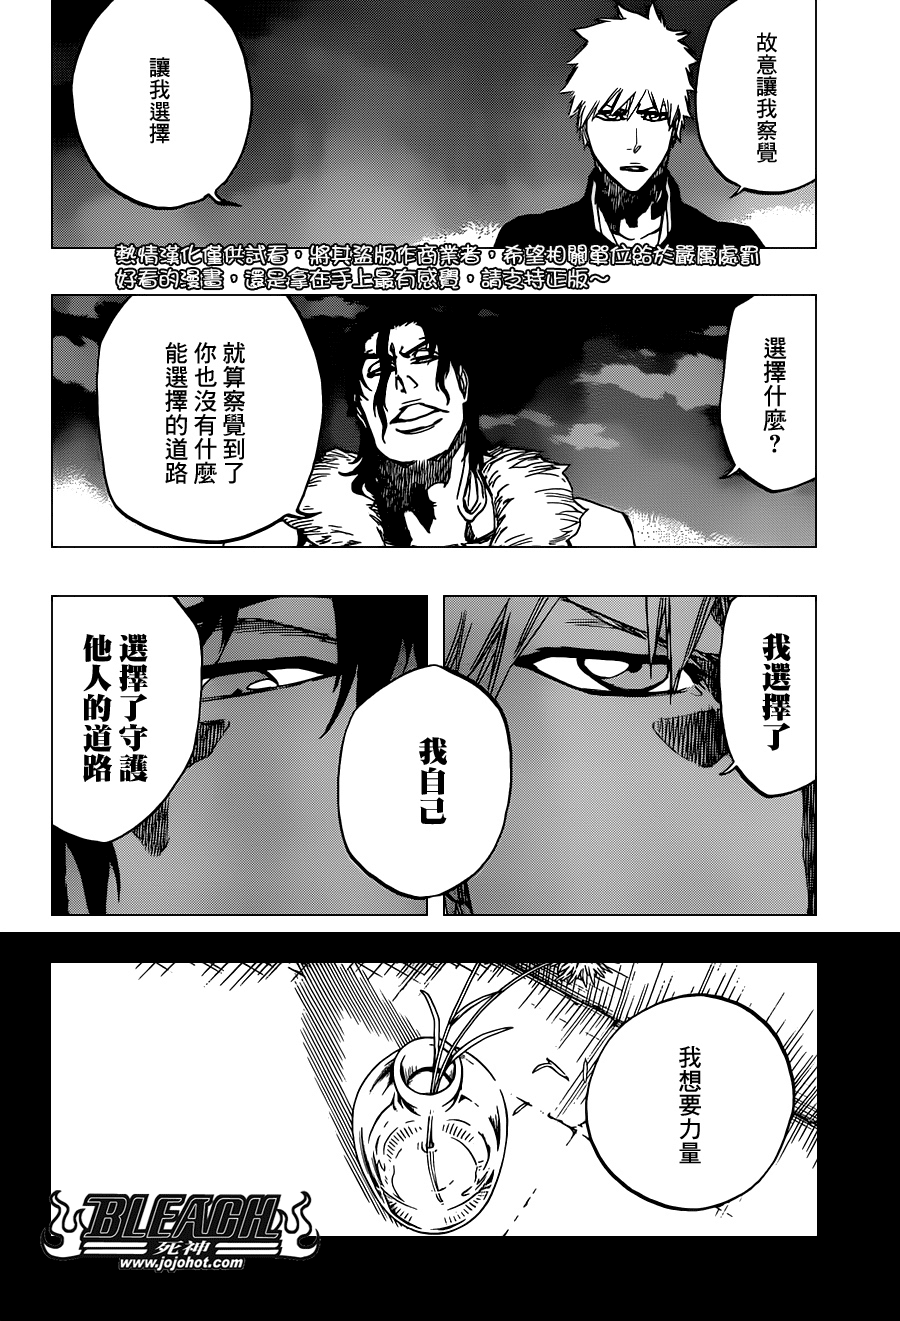 故意讓我察覺
讓我選擇
熱情漢化僅供試看，將其盜版作商業者，希望相關單位給於嚴厲處罰
好看的漫畫，還是拿在手上最有感覺，請支持正版～
選擇什麼？
就算察覺到了
你也沒有什麼
能選擇的道路
我選擇了
我自己
選擇了守護
他人的道路
我想要力量
BLEACH
死神
www.jojohot.com